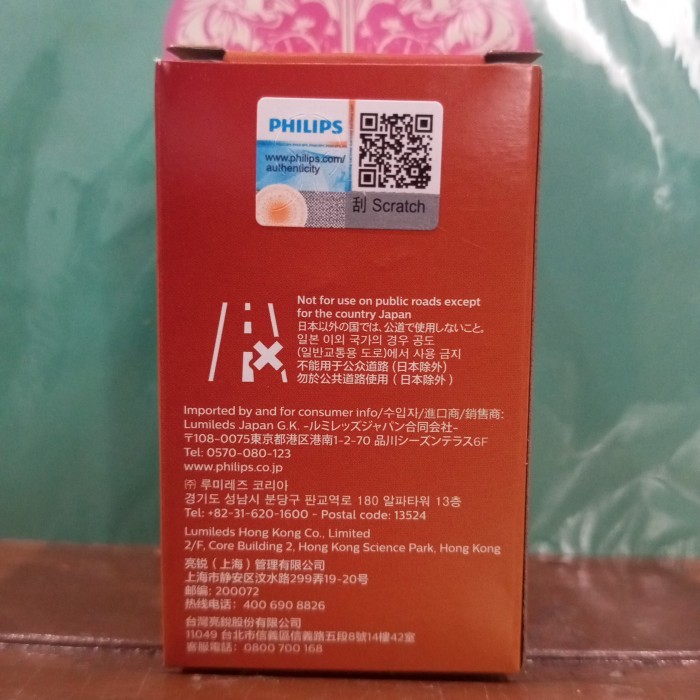 PHILIPS
www.philips.com/
authenticity
刮 Scratch
Not for use on public roads except
for the country Japan
日本以外の国では、公道で使用しないこと。
일본 이외 국가의 경우 공도
(일반교통용 도로)에서 사용 금지
不能用于公众道路 (日本除外)
勿於公共道路使用 ( 日本除外 )
Imported by and for consumer info/수입자/進口商/銷售商:
Lumileds Japan G.K. -ルミレッズジャパン合同会社-
〒108-0075東京都港区港南1-2-70 品川シーズンテラス6F
Tel: 0570-080-123
www.philips.co.jp
㈜ 루미레즈 코리아
경기도 성남시 분당구 판교역로 180 알파타워 13층
Tel: +82-31-620-1600 - Postal code: 13524
Lumileds Hong Kong Co., Limited
2/F, Core Building 2, Hong Kong Science Park, Hong Kong
亮锐（上海）管理有限公司
上海市静安区汶水路299弄19-20号
邮编: 200072
热线电话： 400 690 8826
台灣亮銳股份有限公司
11049 台北市信義區信義路五段8號14樓42室
客服電話： 0800 700 168